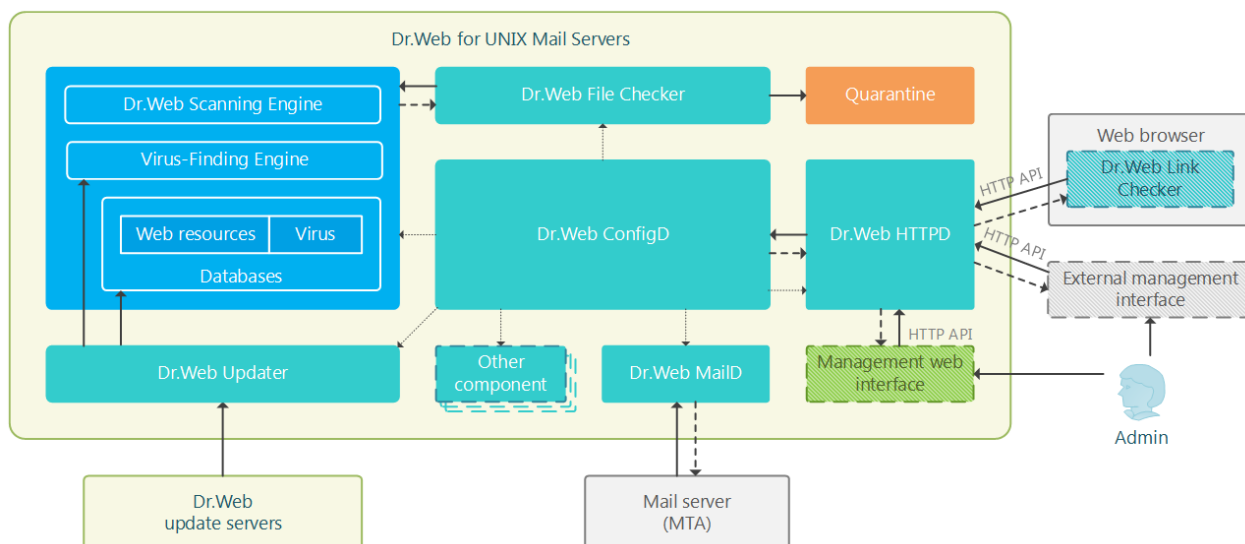 Dr.Web for UNIX Mail Servers
Dr.Web Scanning Engine
Dr.Web File Checker
Quarantine
Web browser
Virus-Finding Engine
Dr.Web Link
Checker
HTTP API
Web resources
Virus
Databases
Dr.Web ConfigD
Dr.Web HTTPD
HTTP API
External management
interface
HTTP API
Dr.Web Updater
Other
component
Dr.Web MailD
Management web
interface
Admin
Dr.Web
update servers
Mail server
(MTA)